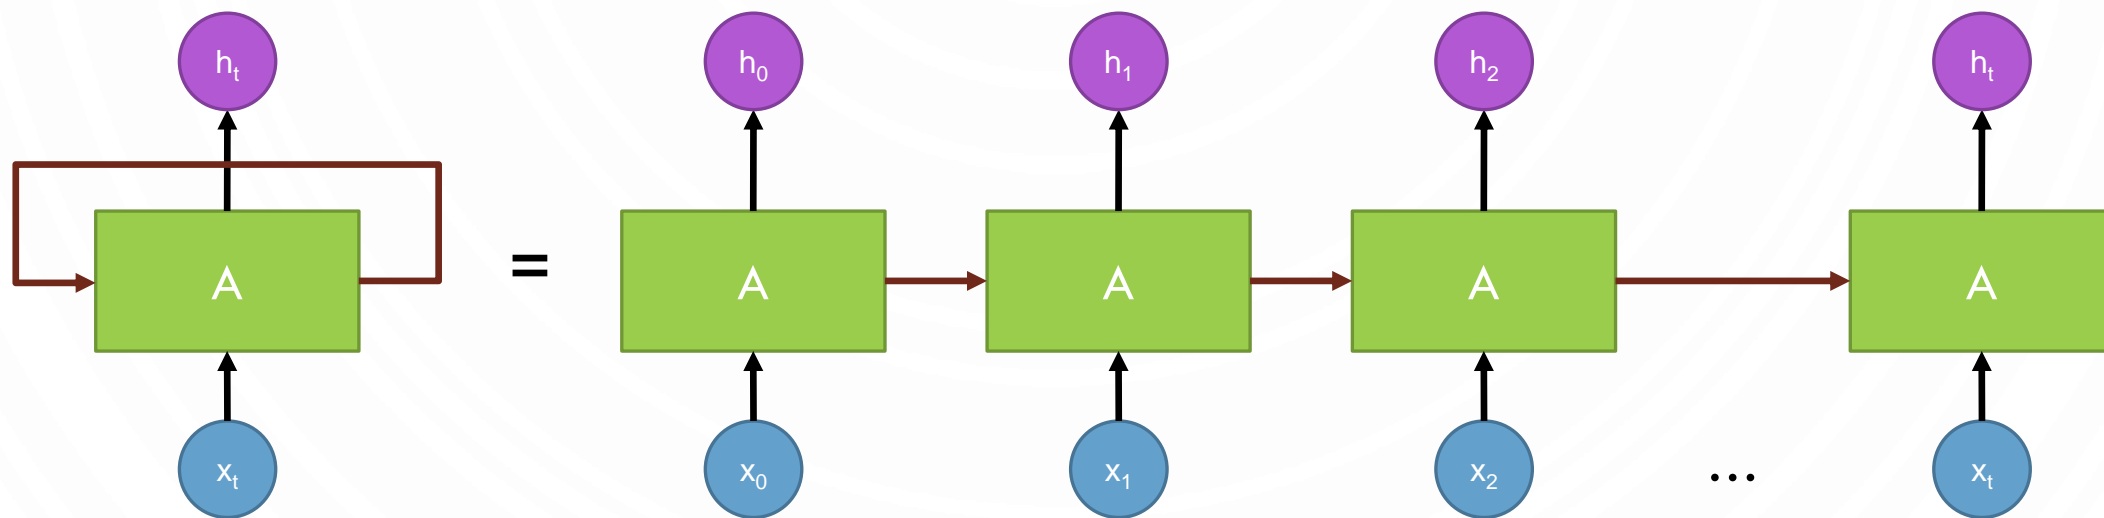 hₜ h₀ h₁ h₂ hₜ
A = A A A A
xₜ x₀ x₁ x₂ ... xₜ